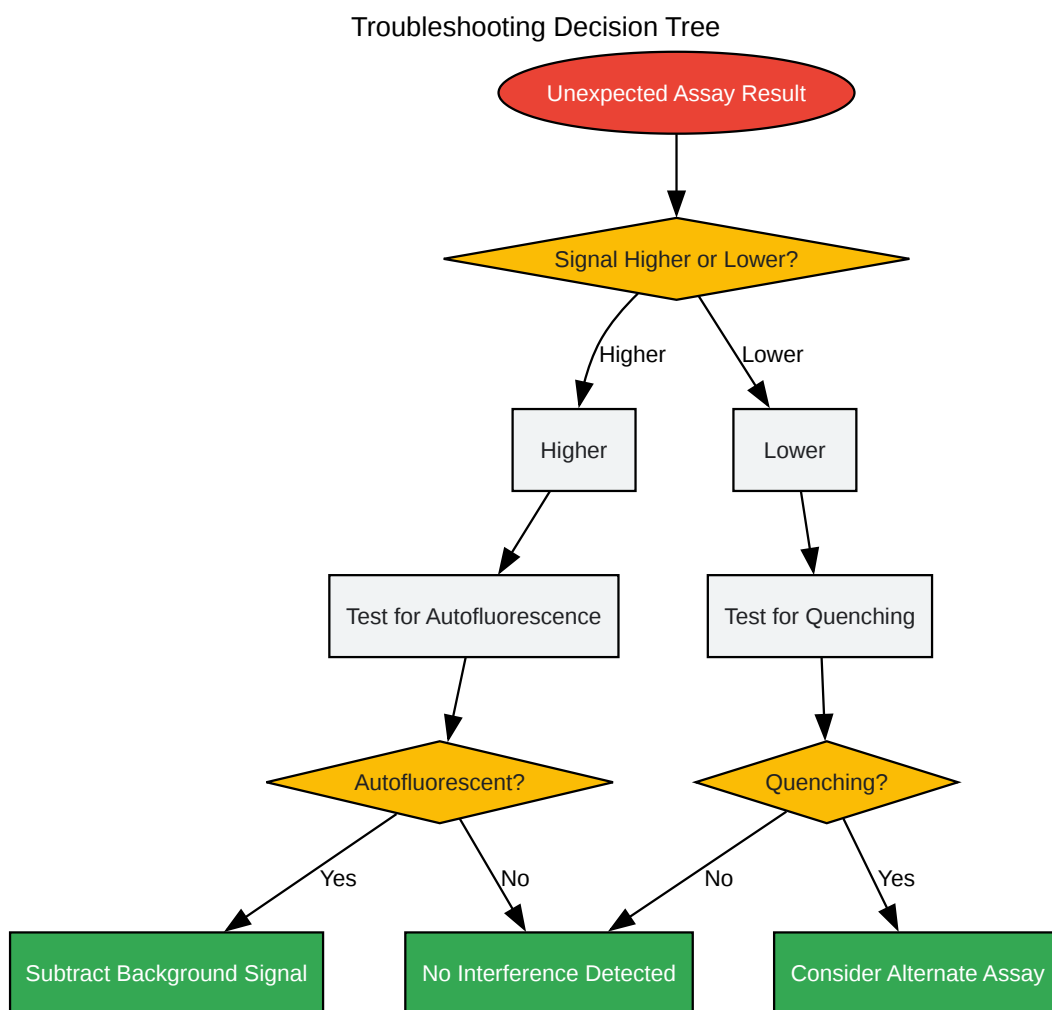 Troubleshooting Decision Tree
Unexpected Assay Result
Signal Higher or Lower?
Higher
Lower
Higher
Lower
Test for Autofluorescence
Test for Quenching
Autofluorescent?
Quenching?
Yes
No
No
Yes
Subtract Background Signal
No Interference Detected
Consider Alternate Assay